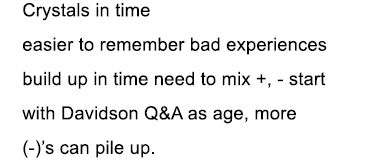 Crystals in time
easier to remember bad experiences
build up in time need to mix +, - start
with Davidson Q&A as age, more
(-)’s can pile up.